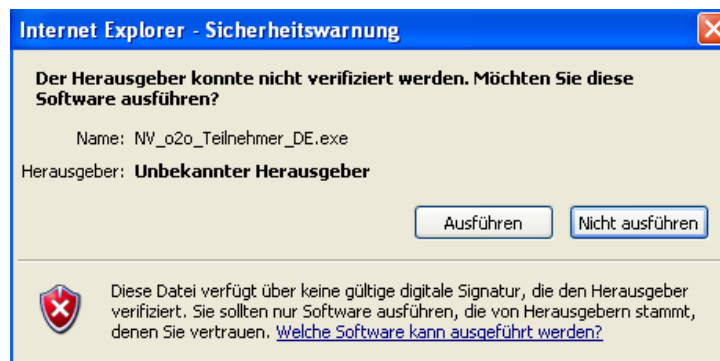 Internet Explorer - Sicherheitswarnung
Der Herausgeber konnte nicht verifiziert werden. Möchten Sie diese
Software ausführen?
Name: NV_o2o_Teilnehmer_DE.exe
Herausgeber: Unbekannter Herausgeber
Ausführen Nicht ausführen
Diese Datei verfügt über keine gültige digitale Signatur, die den Herausgeber
verifiziert. Sie sollten nur Software ausführen, die von Herausgebern stammt,
denen Sie vertrauen. Welche Software kann ausgeführt werden?